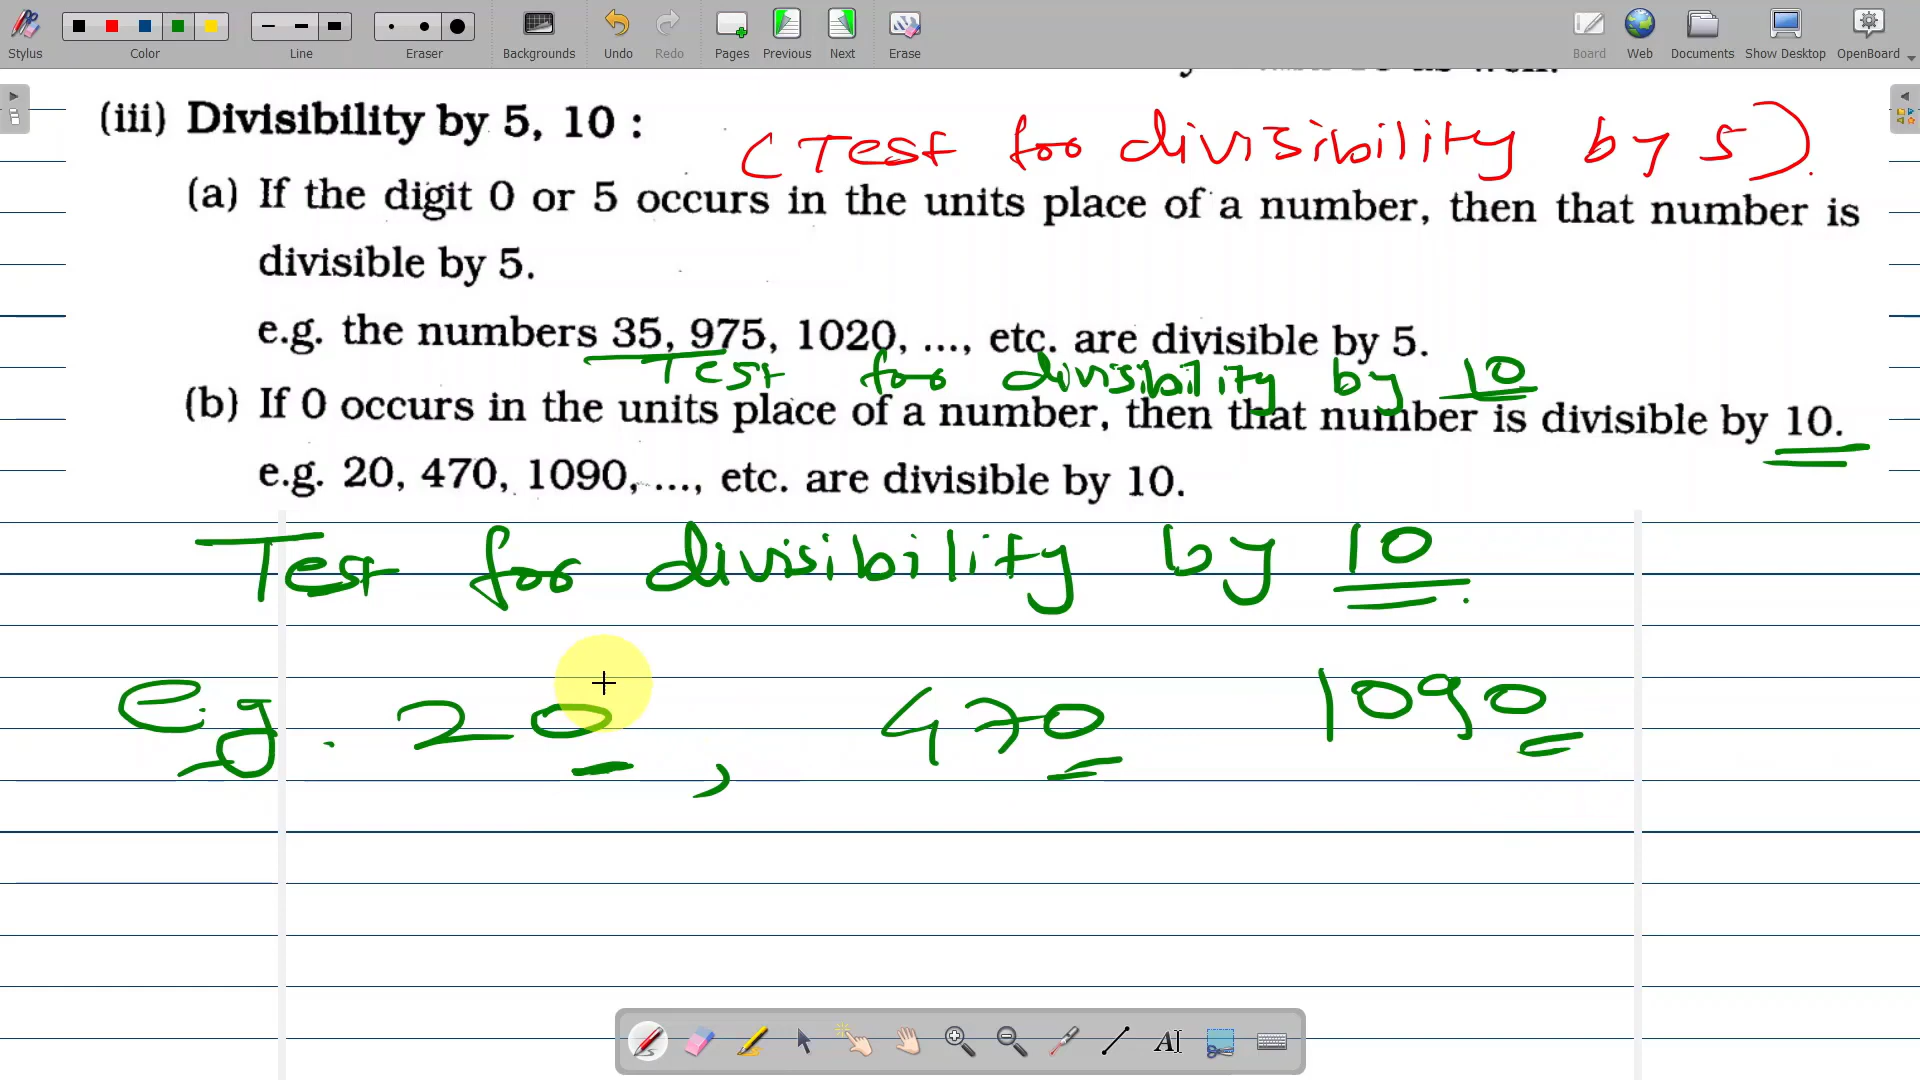 Stylus Color Line Eraser Backgrounds Undo Redo Pages Previous Next Erase Board Web Documents Show Desktop OpenBoard
(iii) Divisibility by 5, 10 :
(Test for divisibility by 5).
(a) If the digit 0 or 5 occurs in the units place of a number, then that number is
divisible by 5.
e.g. the numbers 35, 975, 1020, ..., etc. are divisible by 5.
Test for divisibility by 10
(b) If 0 occurs in the units place of a number, then that number is divisible by 10.
e.g. 20, 470, 1090, ..., etc. are divisible by 10.
Test for divisibility by 10.
e.g. 20, 470 1090